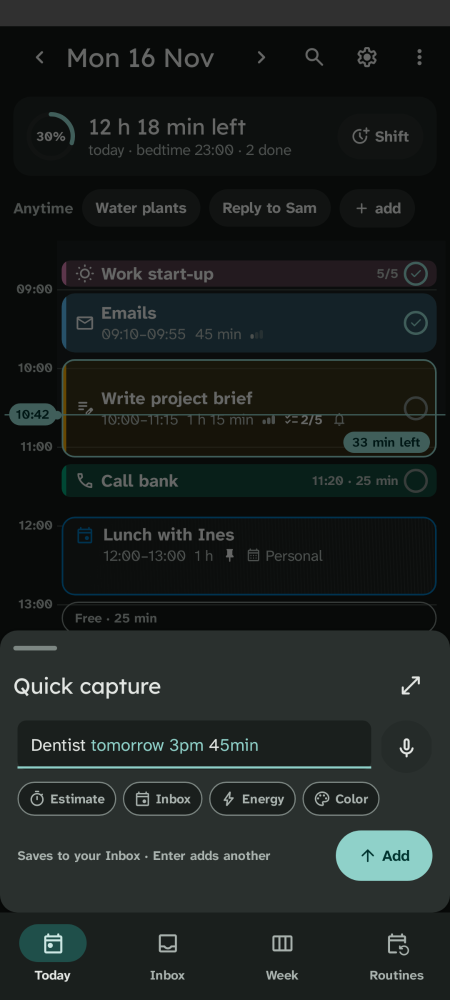 Mon 16 Nov
30%
12 h 18 min left
today · bedtime 23:00 · 2 done
Shift
Anytime
Water plants
Reply to Sam
+ add
Work start-up
5/5
09:00
Emails
09:10–09:55 45 min
10:00
Write project brief
10:42
10:00–11:15 1 h 15 min
2/5
33 min left
11:00
Call bank
11:20 · 25 min
12:00
Lunch with Ines
12:00–13:00 1 h
Personal
13:00
Free · 25 min
Quick capture
Dentist tomorrow 3pm 45min
Estimate
Inbox
Energy
Color
Saves to your Inbox · Enter adds another
Add
Today
Inbox
Week
Routines